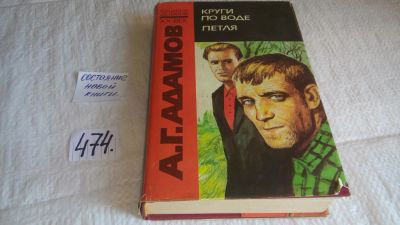 КРУГИ
ПО ВОДЕ
ПЕТЛЯ
А.Г.АДАМОВ
СОСТОЯНИЕ
НОВОЙ
КНИГИ.
474.